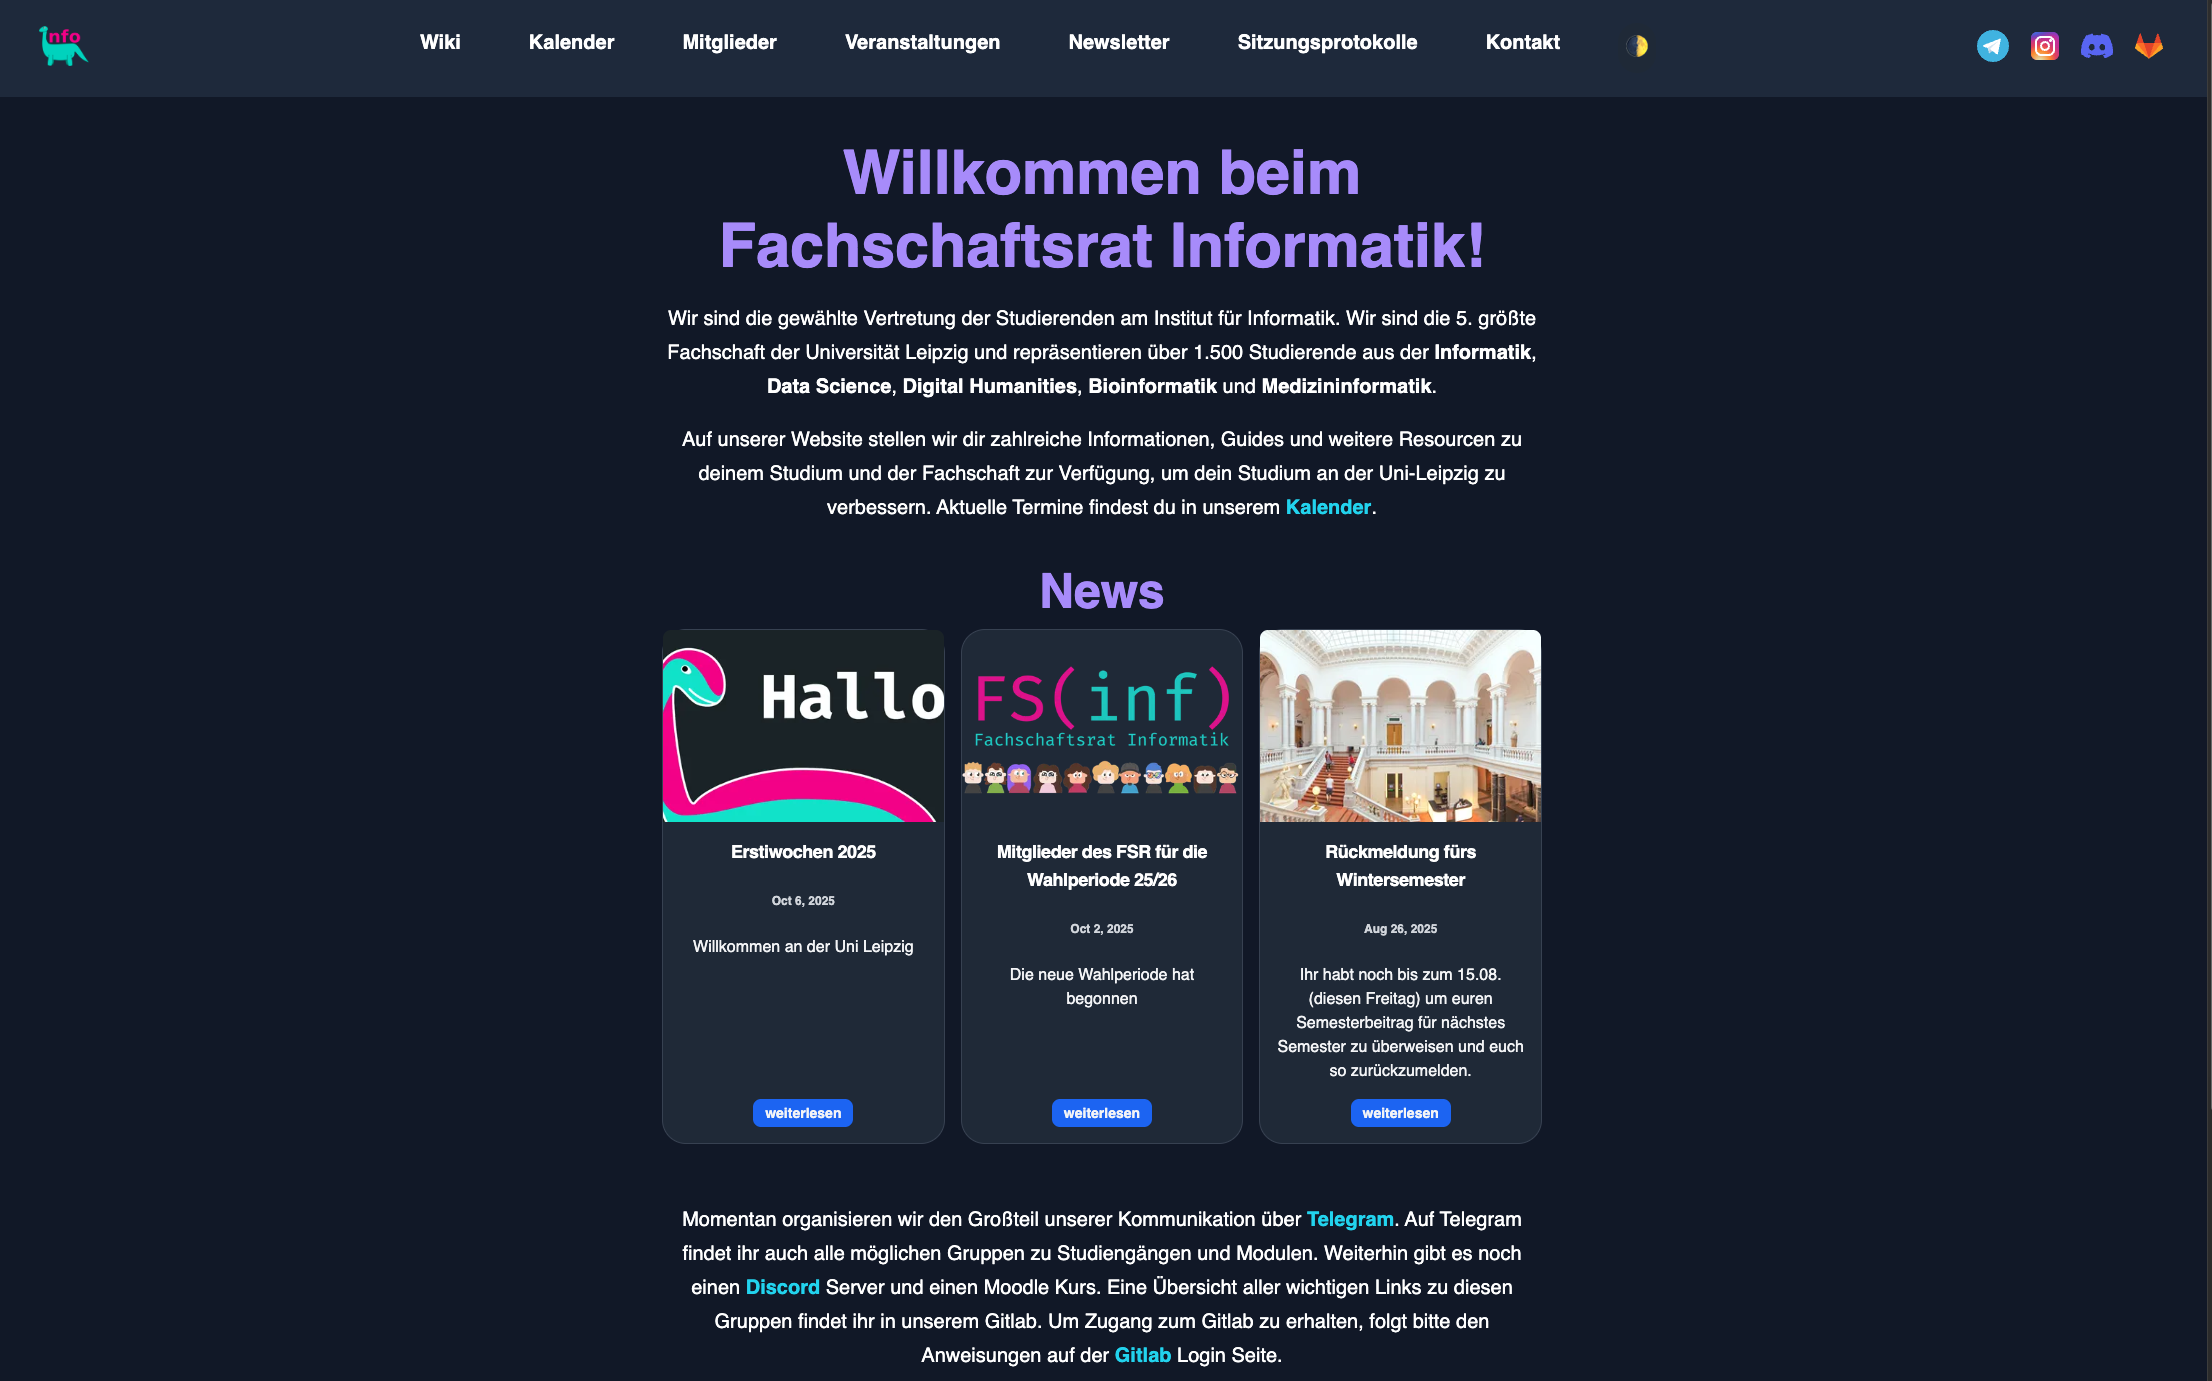 nfo
Wiki
Kalender
Mitglieder
Veranstaltungen
Newsletter
Sitzungsprotokolle
Kontakt
Willkommen beim
Fachschaftsrat Informatik!
Wir sind die gewählte Vertretung der Studierenden am Institut für Informatik. Wir sind die 5. größte
Fachschaft der Universität Leipzig und repräsentieren über 1.500 Studierende aus der Informatik,
Data Science, Digital Humanities, Bioinformatik und Medizininformatik.
Auf unserer Website stellen wir dir zahlreiche Informationen, Guides und weitere Resourcen zu
deinem Studium und der Fachschaft zur Verfügung, um dein Studium an der Uni-Leipzig zu
verbessern. Aktuelle Termine findest du in unserem Kalender.
News
Hallo
Erstiwochen 2025
Oct 6, 2025
Willkommen an der Uni Leipzig
weiterlesen
FS(inf)
Fachschaftsrat Informatik
Mitglieder des FSR für die
Wahlperiode 25/26
Oct 2, 2025
Die neue Wahlperiode hat
begonnen
weiterlesen
Rückmeldung fürs
Wintersemester
Aug 26, 2025
Ihr habt noch bis zum 15.08.
(diesen Freitag) um euren
Semesterbeitrag für nächstes
Semester zu überweisen und euch
so zurückzumelden.
weiterlesen
Momentan organisieren wir den Großteil unserer Kommunikation über Telegram. Auf Telegram
findet ihr auch alle möglichen Gruppen zu Studiengängen und Modulen. Weiterhin gibt es noch
einen Discord Server und einen Moodle Kurs. Eine Übersicht aller wichtigen Links zu diesen
Gruppen findet ihr in unserem Gitlab. Um Zugang zum Gitlab zu erhalten, folgt bitte den
Anweisungen auf der Gitlab Login Seite.